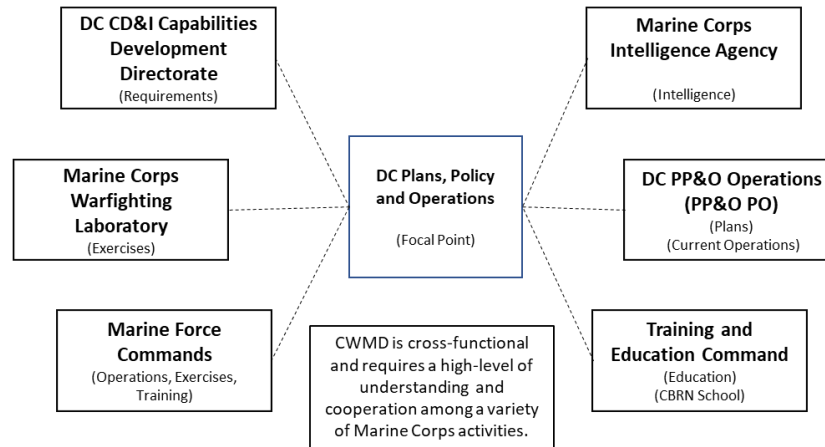 DC CD&I Capabilities
Development
Directorate
(Requirements)
Marine Corps
Intelligence Agency
(Intelligence)
Marine Corps
Warfighting
Laboratory
(Exercises)
DC Plans, Policy
and Operations
(Focal Point)
DC PP&O Operations
(PP&O PO)
(Plans)
(Current Operations)
Marine Force
Commands
(Operations, Exercises,
Training)
CWMD is cross-functional
and requires a high-level of
understanding and
cooperation among a variety
of Marine Corps activities.
Training and
Education Command
(Education)
(CBRN School)